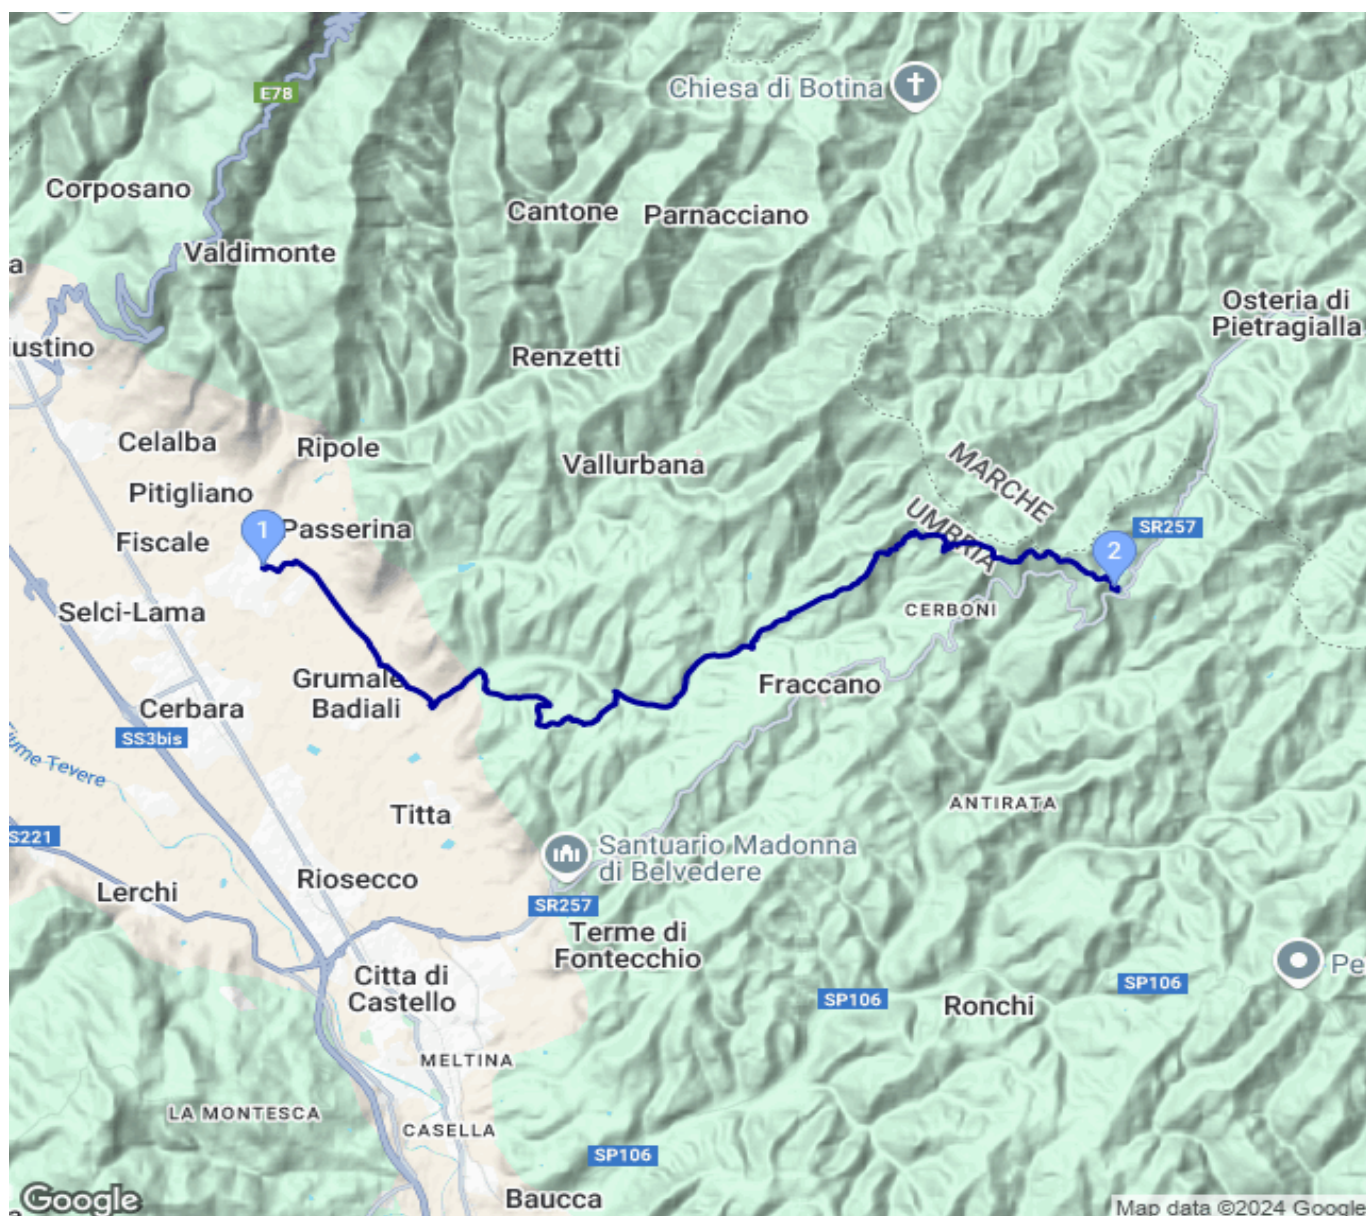 E78
Chiesa di Botina
Corposano
Cantone
Parnacciano
Valdimonte
a
Osteria di
Pietragialla
iustino
Renzetti
Celalba
Ripole
Vallurbana
MARCHE
Pitigliano
1
Passerina
UMBRIA
SR257
Fiscale
2
Selci-Lama
CERBONI
Grumale
Badiali
Fraccano
Cerbara
SS3bis
iume Tevere
Titta
ANTIRATA
S221
Santuario Madonna
di Belvedere
Riosecco
Lerchi
SR257
Terme di
Fontecchio
Citta di
Castello
Pe
SP106
SP106
Ronchi
MELTINA
LA MONTESCA
CASELLA
SP106
Baucca
Google
Map data ©2024 Google